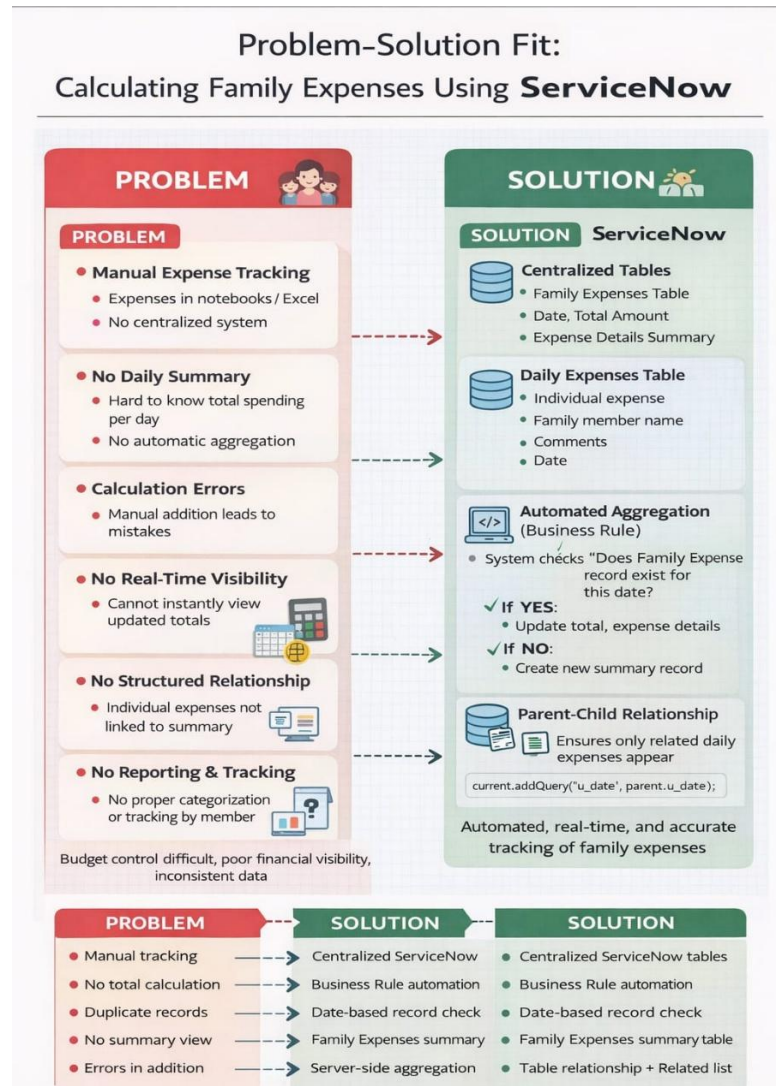 Problem-Solution Fit:
Calculating Family Expenses Using ServiceNow
PROBLEM
PROBLEM
• Manual Expense Tracking
• Expenses in notebooks / Excel
• No centralized system
• No Daily Summary
• Hard to know total spending
per day
• No automatic aggregation
• Calculation Errors
• Manual addition leads to
mistakes
• No Real-Time Visibility
• Cannot instantly view
updated totals
• No Structured Relationship
• Individual expenses not
linked to summary
• No Reporting & Tracking
• No proper categorization
or tracking by member
?
Budget control difficult, poor financial visibility,
inconsistent data
SOLUTION
SOLUTION ServiceNow
Centralized Tables
• Family Expenses Table
• Date, Total Amount
• Expense Details Summary
Daily Expenses Table
• Individual expense
• Family member name
• Comments
• Date
</>
Automated Aggregation
(Business Rule)
• System checks "Does Family Expense
record exist for
this date?
✓ If YES:
• Update total, expense details
✓ If NO:
• Create new summary record
Parent-Child Relationship
Ensures only related daily
expenses appear
current.addQuery("u_date', parent.u_date);
Automated, real-time, and accurate
tracking of family expenses
PROBLEM SOLUTION SOLUTION
• Manual tracking Centralized ServiceNow • Centralized ServiceNow tables
• No total calculation Business Rule automation • Business Rule automation
• Duplicate records Date-based record check • Date-based record check
• No summary view Family Expenses summary • Family Expenses summary table
• Errors in addition Server-side aggregation • Table relationship + Related list